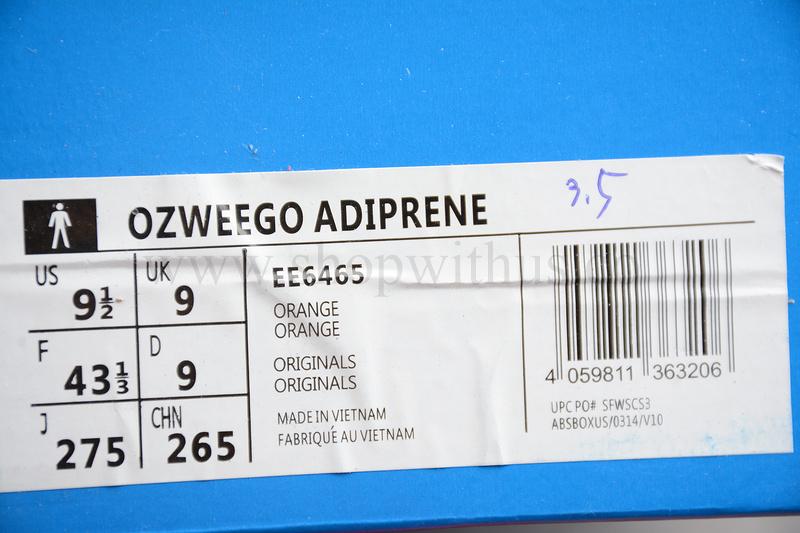 OZWEEGO ADIPRENE
3.5
US 9½
UK 9
F 43⅓
D 9
J 275
CHN 265
EE6465
ORANGE
ORANGE
ORIGINALS
ORIGINALS
MADE IN VIETNAM
FABRIQUÉ AU VIETNAM
4 059811 363206
UPC PO# SFWSCS3
ABSBOXUS/0314/V10
www.shopwithus.co